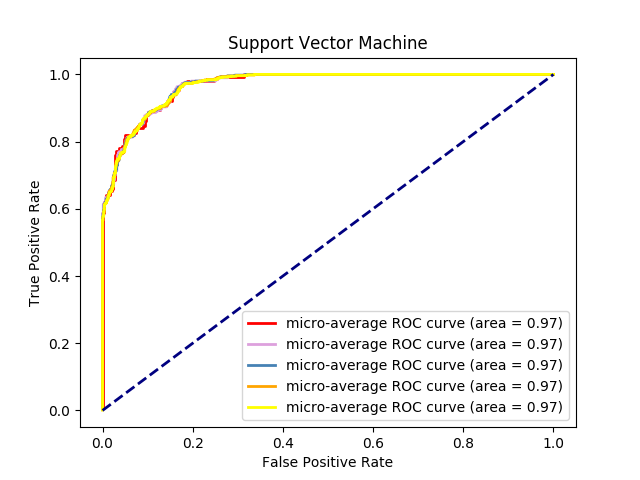 Support Vector Machine
True Positive Rate
1.0
0.8
0.6
0.4
0.2
0.0
micro-average ROC curve (area = 0.97)
micro-average ROC curve (area = 0.97)
micro-average ROC curve (area = 0.97)
micro-average ROC curve (area = 0.97)
micro-average ROC curve (area = 0.97)
0.0 0.2 0.4 0.6 0.8 1.0
False Positive Rate